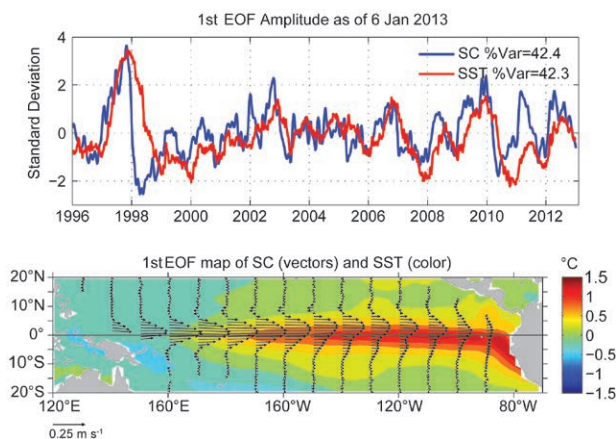 1st EOF Amplitude as of 6 Jan 2013
Standard Deviation
4
2
0
−2
SC %Var=42.4
SST %Var=42.3
1996 1998 2000 2002 2004 2006 2008 2010 2012
1st EOF map of SC (vectors) and SST (color)
20°N
10°N
0°
10°S
20°S
120°E 160°E 160°W 120°W 80°W
0.25 m s⁻¹
°C
1.5
1
0.5
0
−0.5
−1
−1.5